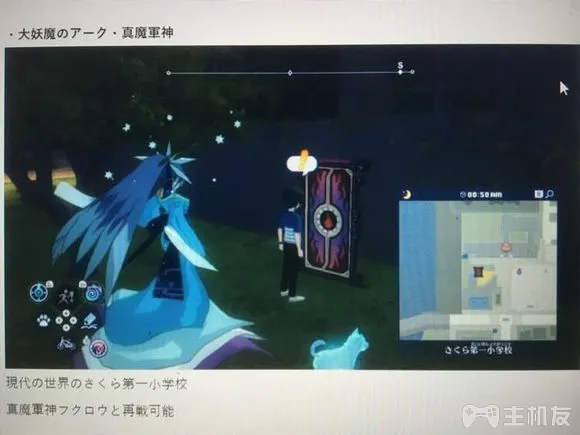 ・大妖魔のアーク・真魔軍神
S
00:50AM
さくら第一小学校
現代の世界のさくら第一小学校
真魔軍神フクロウと再戦可能
主机友